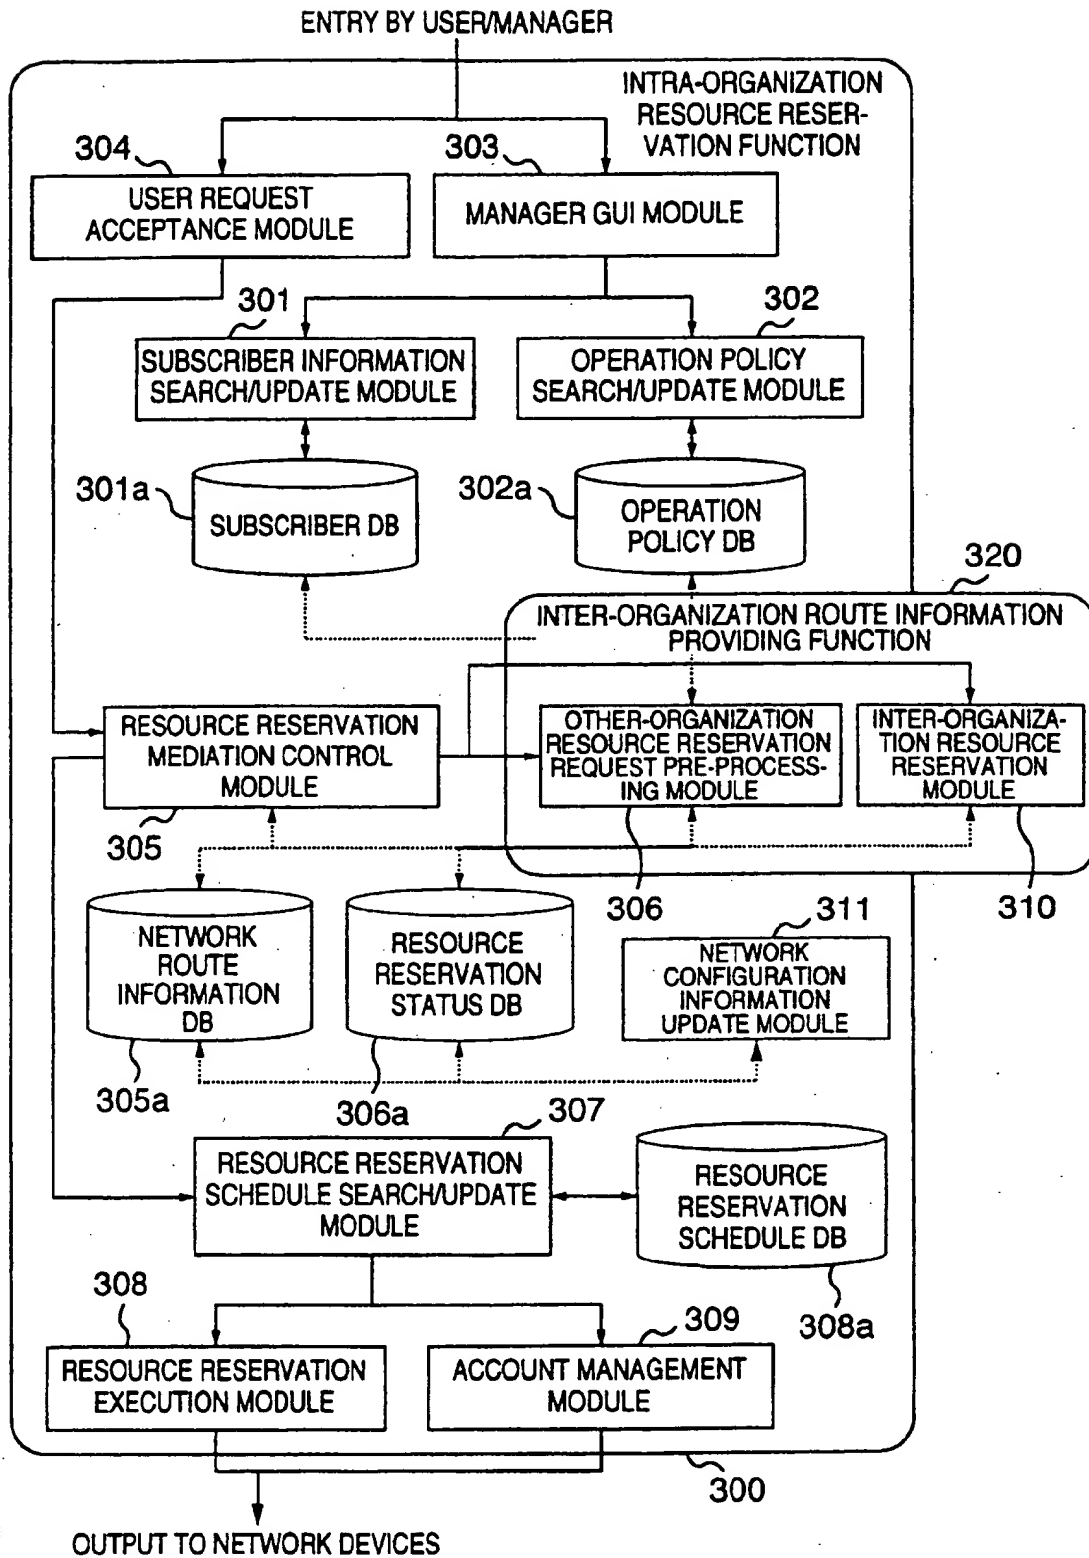 ENTRY BY USER/MANAGER
INTRA-ORGANIZATION
RESOURCE RESER-
VATION FUNCTION
304
303
USER REQUEST
ACCEPTANCE MODULE
MANAGER GUI MODULE
301
302
SUBSCRIBER INFORMATION
SEARCH/UPDATE MODULE
OPERATION POLICY
SEARCH/UPDATE MODULE
301a
SUBSCRIBER DB
302a
OPERATION
POLICY DB
320
INTER-ORGANIZATION ROUTE INFORMATION
PROVIDING FUNCTION
RESOURCE RESERVATION
MEDIATION CONTROL
MODULE
OTHER-ORGANIZATION
RESOURCE RESERVATION
REQUEST PRE-PROCESS-
ING MODULE
INTER-ORGANIZA-
TION RESOURCE
RESERVATION
MODULE
305
306
310
311
NETWORK
ROUTE
INFORMATION
DB
RESOURCE
RESERVATION
STATUS DB
NETWORK
CONFIGURATION
INFORMATION
UPDATE MODULE
305a
306a
307
RESOURCE RESERVATION
SCHEDULE SEARCH/UPDATE
MODULE
RESOURCE
RESERVATION
SCHEDULE DB
308
309
308a
RESOURCE RESERVATION
EXECUTION MODULE
ACCOUNT MANAGEMENT
MODULE
300
OUTPUT TO NETWORK DEVICES